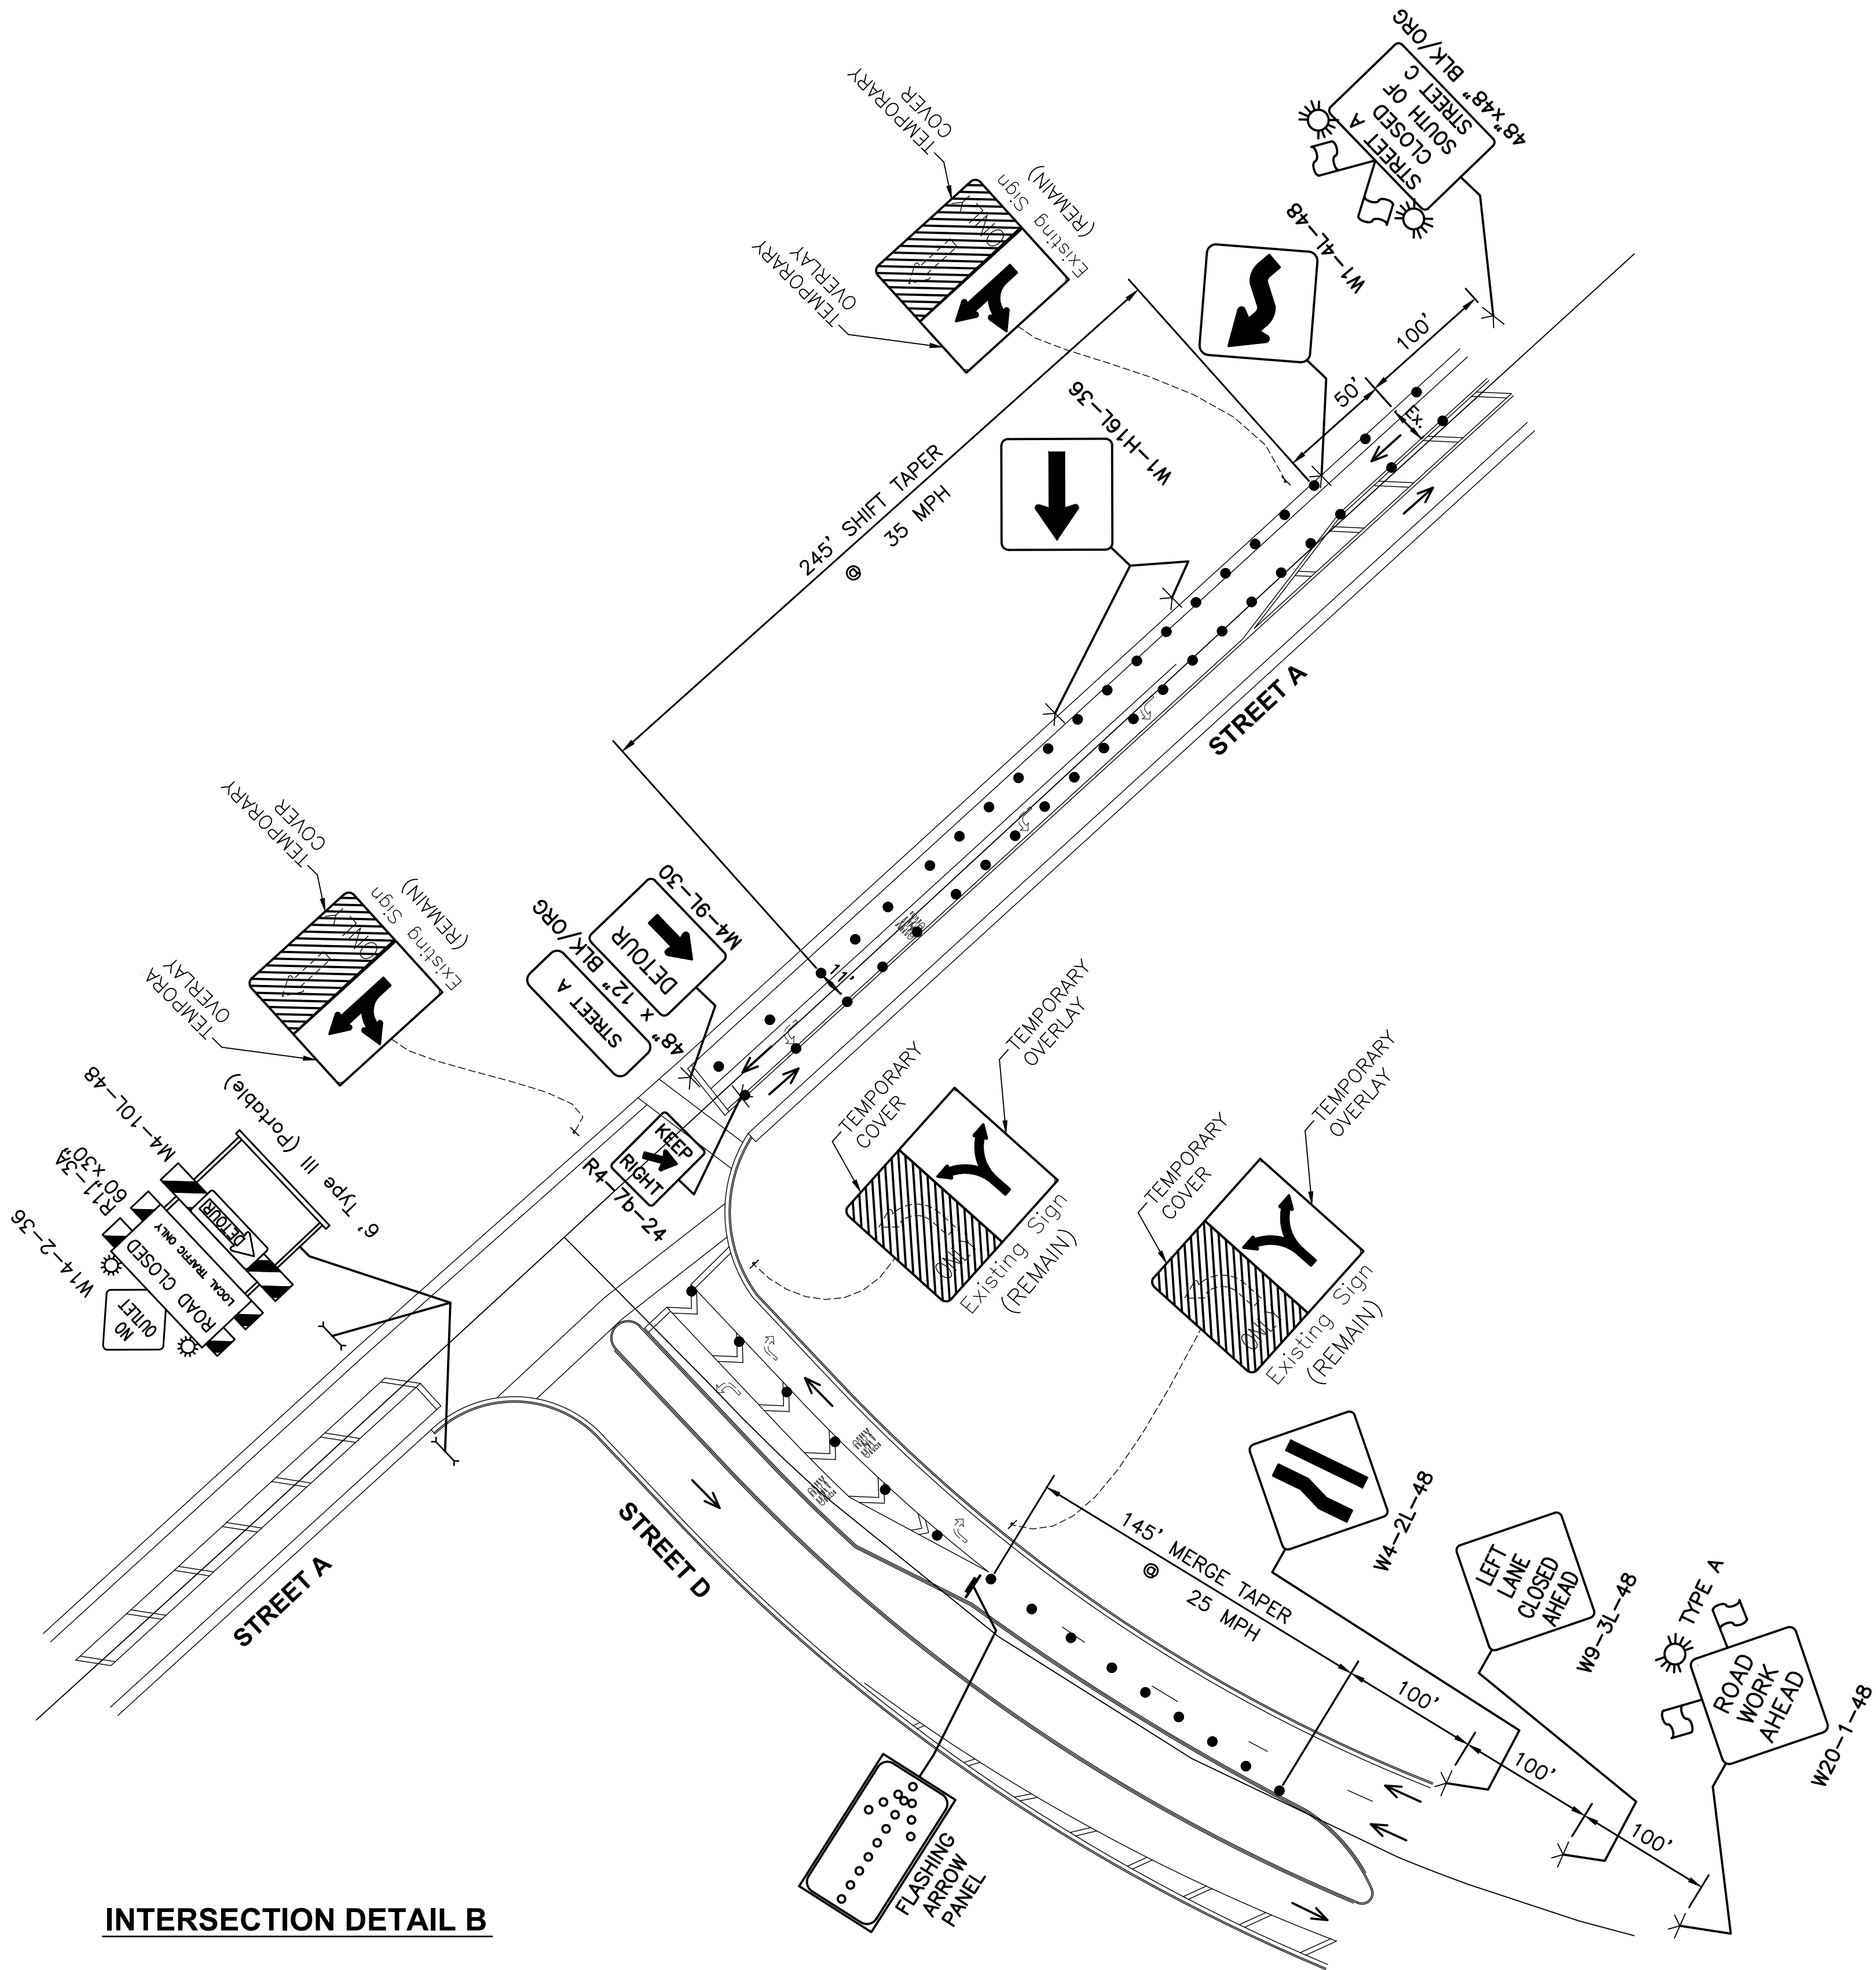 48"x48" BLK/ORG
STREET A
CLOSED
SOUTH OF
STREET C
TEMPORARY
COVER
Existing Sign
(REMAIN)
ONLY
TEMPORARY
OVERLAY
W1-4L-48
100'
50'
Ex.
W1-H16L-36
245' SHIFT TAPER
@ 35 MPH
STREET A
TEMPORARY
COVER
Existing Sign
(REMAIN)
ONLY
TEMPORA
OVERLAY
M4-9L-30
DETOUR
48" x 12" BLK/ORG
STREET A
11'
KEEP
RIGHT
R4-7b-24
6' Type III (Portable)
M4-10L-48
R11-3A
60"x30"
W14-2-36
DETOUR
ROAD CLOSED
LOCAL TRAFFIC ONLY
NO
OUTLET
TEMPORARY
COVER
TEMPORARY
OVERLAY
ONLY
Existing Sign
(REMAIN)
TEMPORARY
COVER
TEMPORARY
OVERLAY
ONLY
Existing Sign
(REMAIN)
STREET A
STREET D
145' MERGE TAPER
@ 25 MPH
W4-2L-48
LEFT
LANE
CLOSED
AHEAD
W9-3L-48
TYPE A
ROAD
WORK
AHEAD
W20-1-48
100'
100'
100'
FLASHING
ARROW
PANEL
INTERSECTION DETAIL B